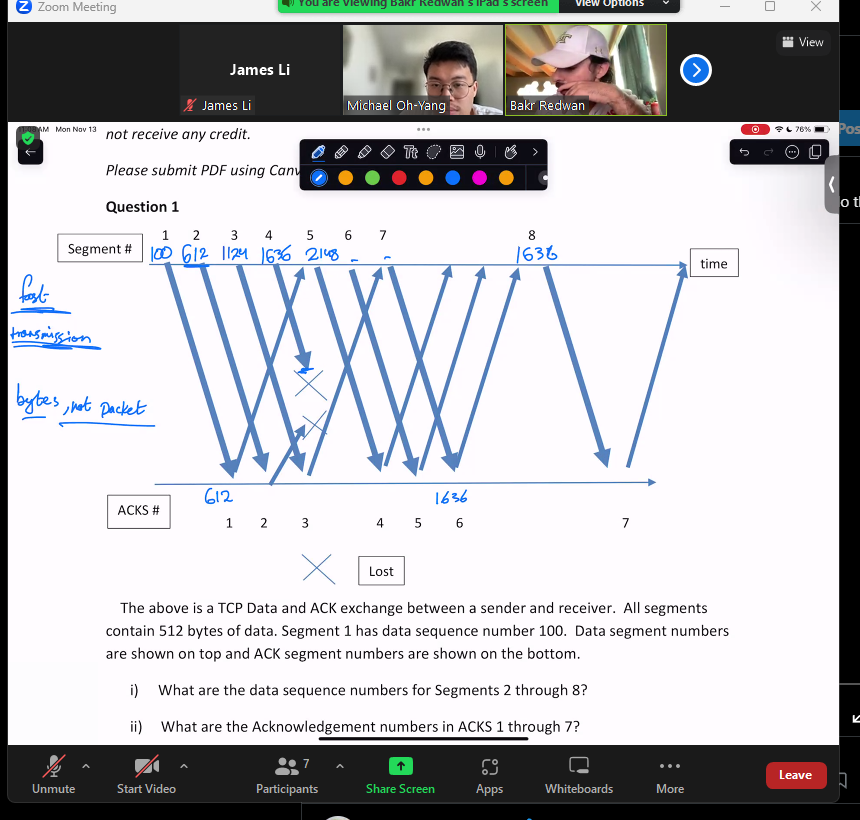 Zoom Meeting
You are viewing Bakr Redwan's iPad's screen
View Options
View
James Li
James Li
Michael Oh-Yang
Bakr Redwan
Mon Nov 13
76%
Pos
not receive any credit.
Please submit PDF using Canv
Question 1
Segment #
1 2 3 4 5 6 7 8
100 612 1124 1636 2148 - - 1636
time
fast
transmission
bytes, not packet
612 1636
ACKS #
1 2 3 4 5 6 7
Lost
The above is a TCP Data and ACK exchange between a sender and receiver. All segments
contain 512 bytes of data. Segment 1 has data sequence number 100. Data segment numbers
are shown on top and ACK segment numbers are shown on the bottom.
i) What are the data sequence numbers for Segments 2 through 8?
ii) What are the Acknowledgement numbers in ACKS 1 through 7?
Unmute
Start Video
Participants
7
Share Screen
Apps
Whiteboards
More
Leave